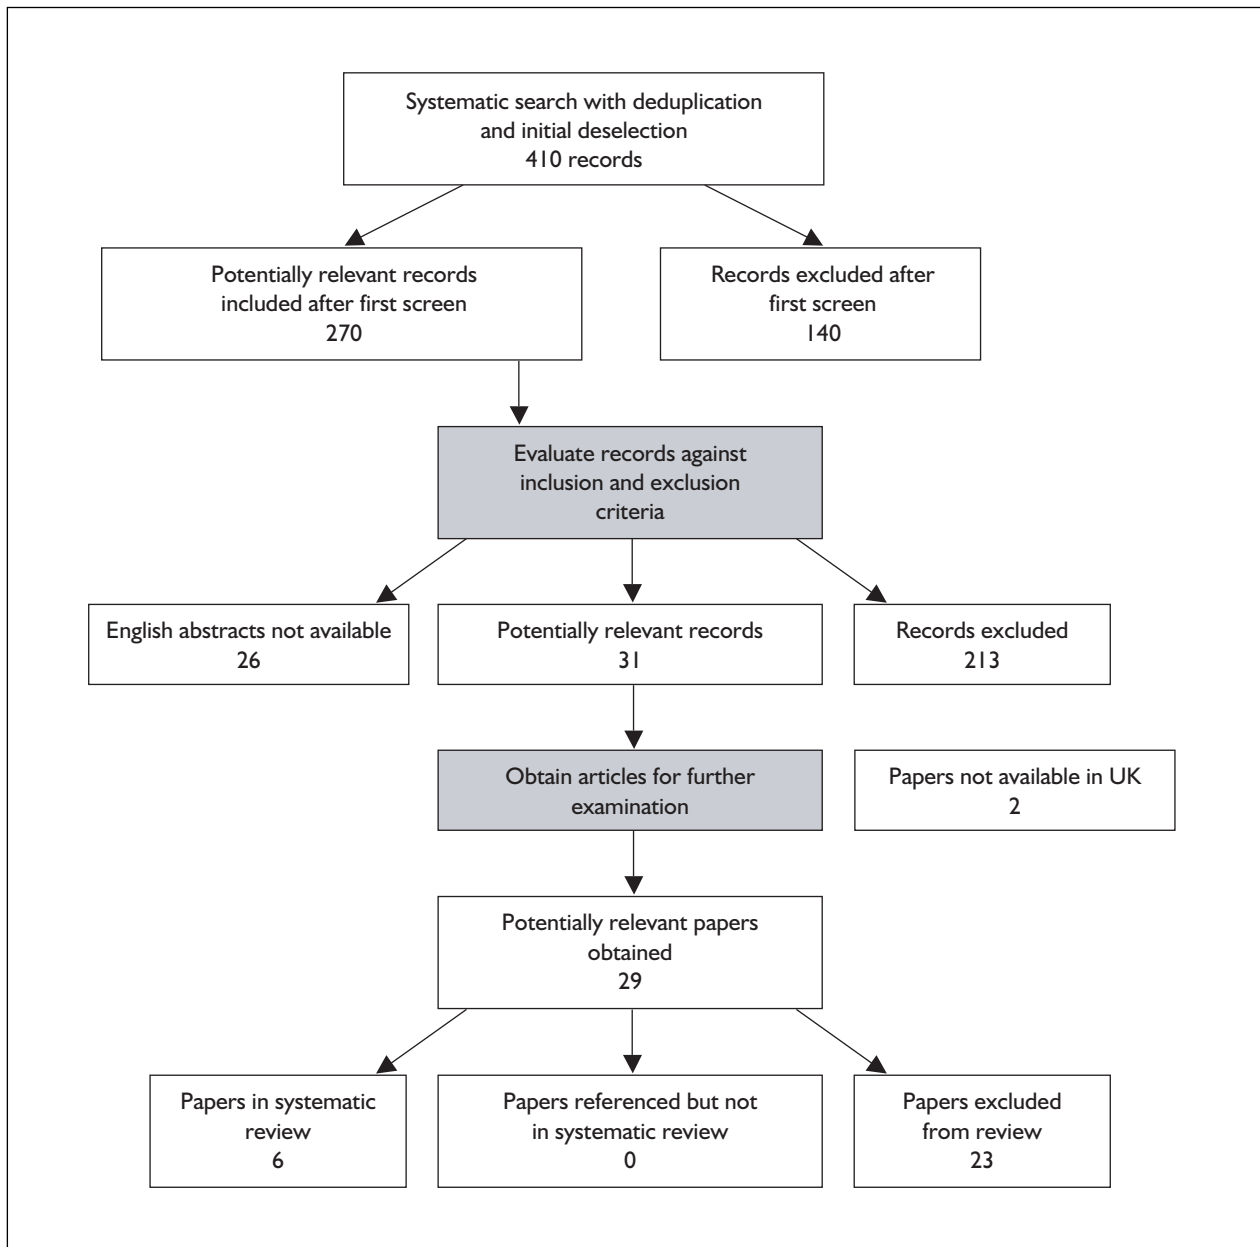 Systematic search with deduplication
and initial deselection
410 records
Potentially relevant records
included after first screen
270
Records excluded after
first screen
140
Evaluate records against
inclusion and exclusion
criteria
English abstracts not available
26
Potentially relevant records
31
Records excluded
213
Obtain articles for further
examination
Papers not available in UK
2
Potentially relevant papers
obtained
29
Papers in systematic
review
6
Papers referenced but not
in systematic review
0
Papers excluded
from review
23